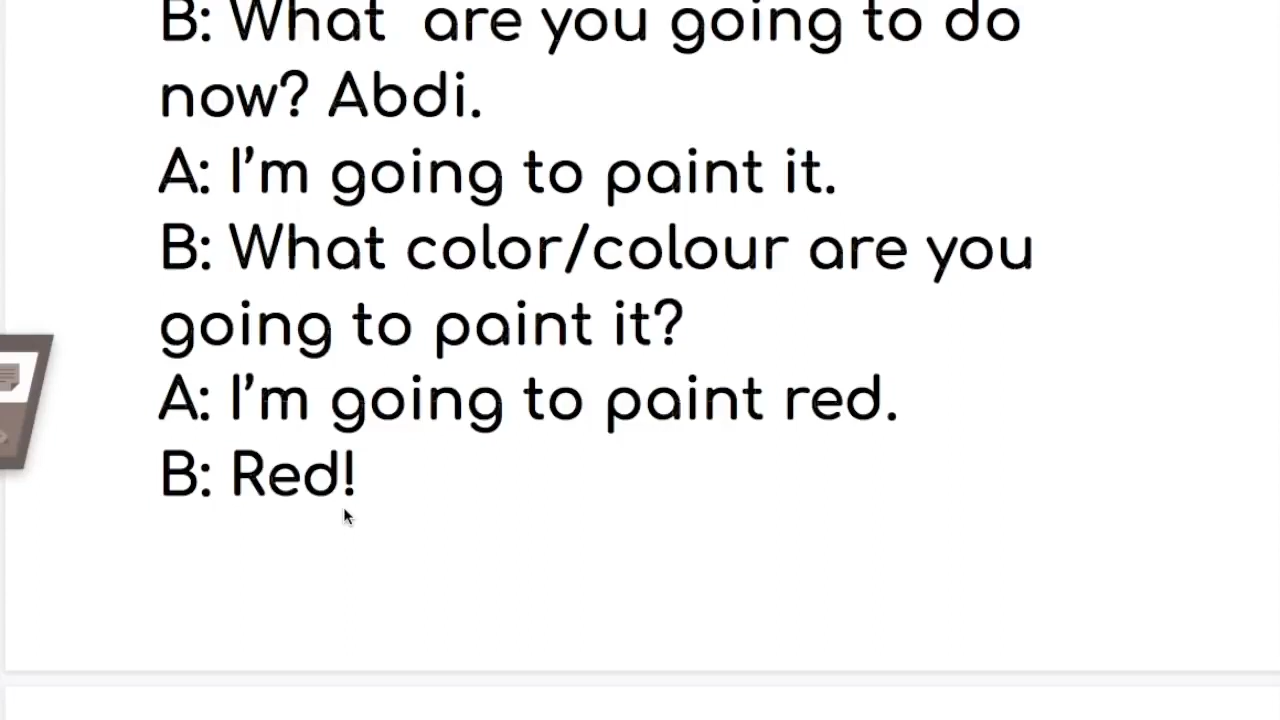 B: What are you going to do
now? Abdi.
A: I’m going to paint it.
B: What color/colour are you
going to paint it?
A: I’m going to paint red.
B: Red!